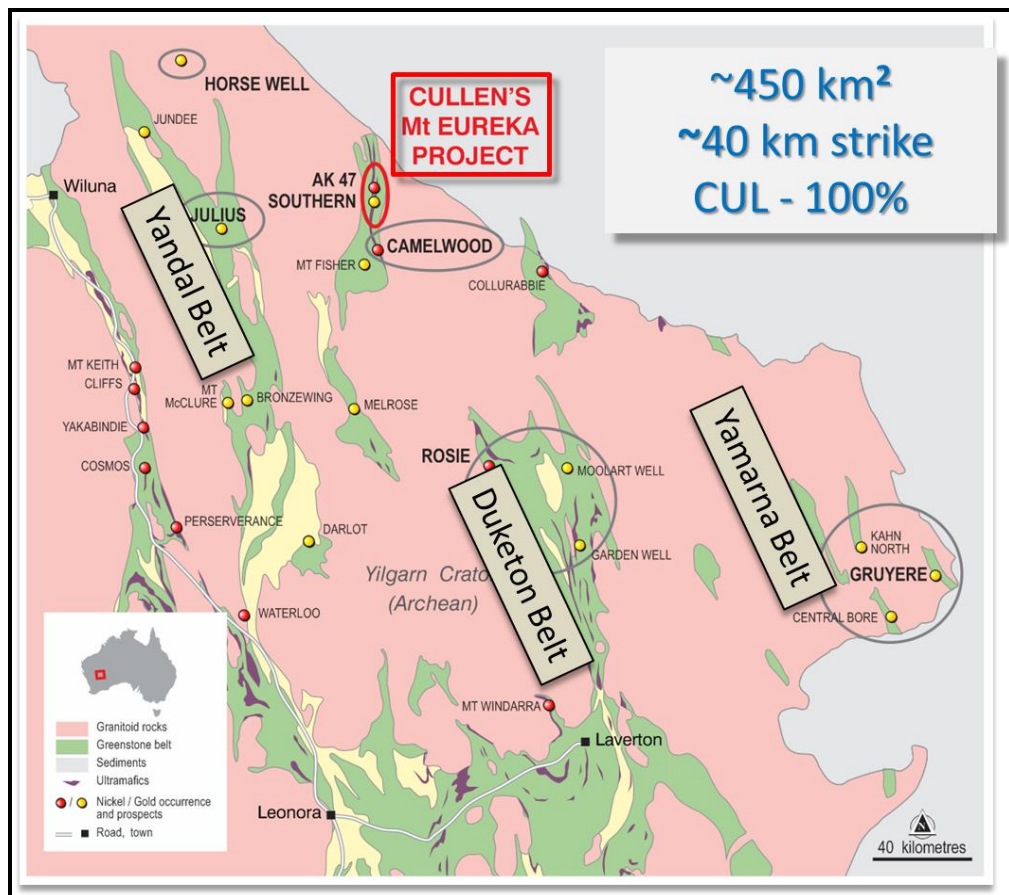 ~450 km²
~40 km strike
CUL - 100%
CULLEN'S
Mt EUREKA
PROJECT
HORSE WELL
JUNDEE
Wiluna
AK 47
SOUTHERN
JULIUS
CAMELWOOD
MT FISHER
COLLURABBIE
Yandal Belt
MT KEITH
CLIFFS
MT
McCLURE
BRONZEWING
MELROSE
YAKABINDIE
COSMOS
ROSIE
MOOLART WELL
Duketon Belt
Yamarna Belt
PERSERVERANCE
DARLOT
GARDEN WELL
KAHN
NORTH
GRUYERE
CENTRAL BORE
Yilgarn Crato
(Archean)
WATERLOO
MT WINDARRA
Laverton
Leonora
Granitoid rocks
Greenstone belt
Sediments
Ultramafics
/ Nickel / Gold occurrence
and prospects
Road, town
N
40 kilometres